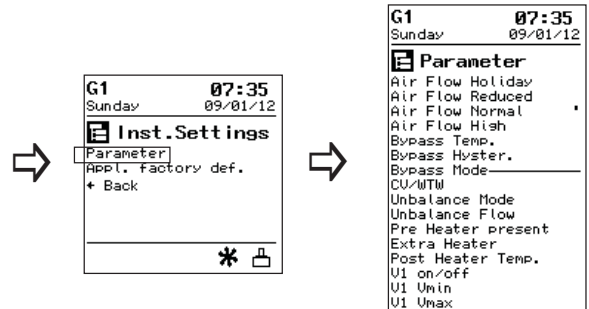 G1 07:35
Sunday 09/01/12
Inst.Settings
Parameter
Appl. factory def.
← Back
G1 07:35
Sunday 09/01/12
Parameter
Air Flow Holiday
Air Flow Reduced
Air Flow Normal
Air Flow High
Bypass Temp.
Bypass Hyster.
Bypass Mode
CV/WTW
Unbalance Mode
Unbalance Flow
Pre Heater present
Extra Heater
Post Heater Temp.
V1 on/off
V1 Vmin
V1 Vmax